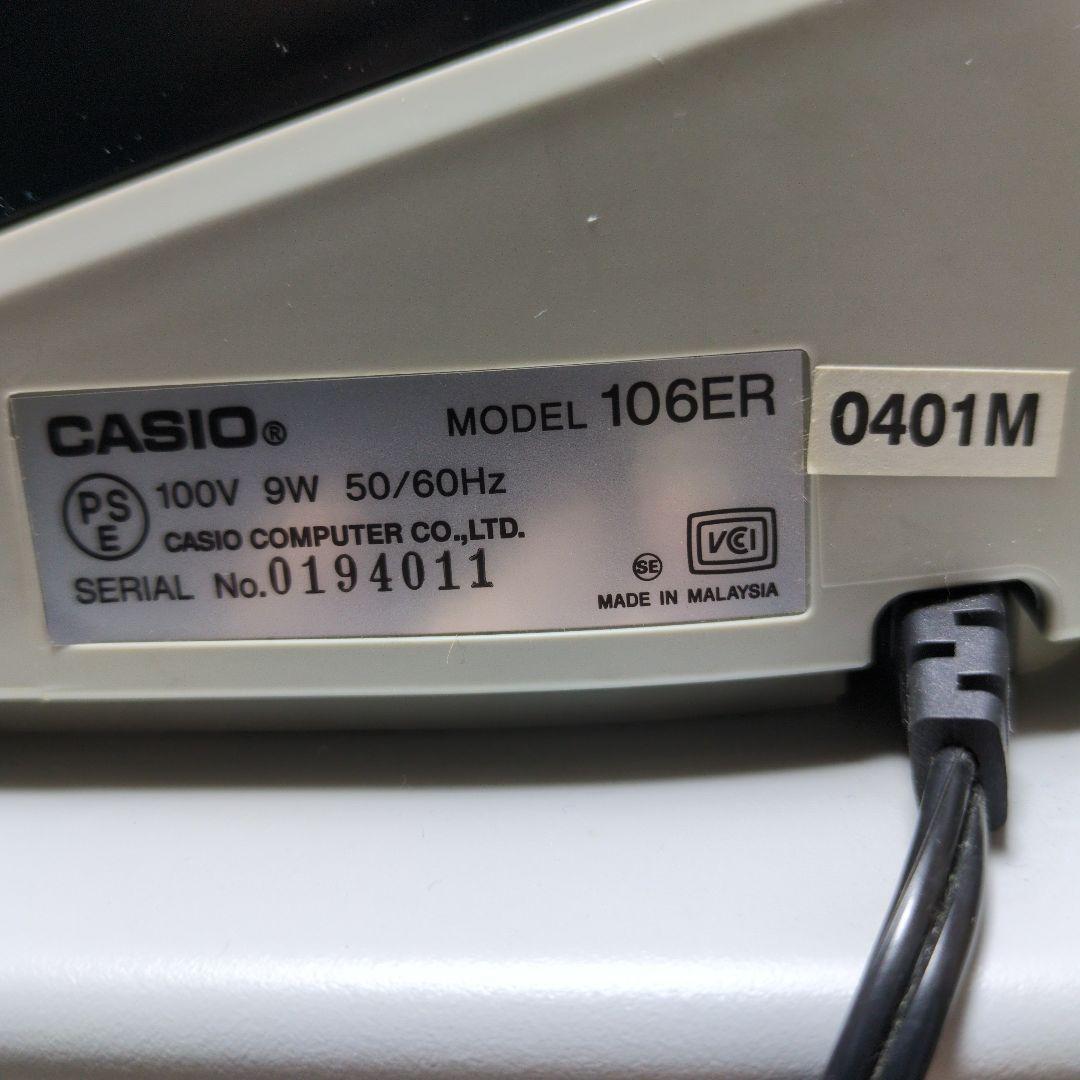 CASIO® MODEL 106ER
0401M
PSE 100V 9W 50/60Hz
CASIO COMPUTER CO.,LTD.
VCCI
SERIAL No.0194011
SE
MADE IN MALAYSIA